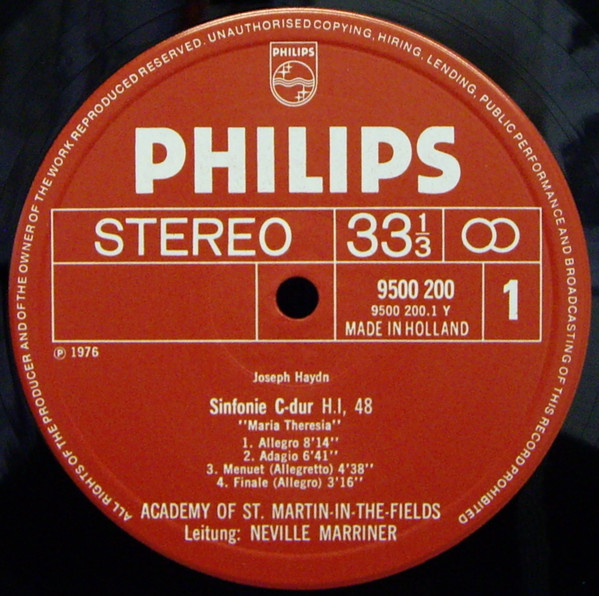 ALL RIGHTS OF THE PRODUCER AND OF THE OWNER OF THE WORK REPRODUCED RESERVED. UNAUTHORISED COPYING, HIRING, LENDING, PUBLIC PERFORMANCE AND BROADCASTING OF THIS RECORD PROHIBITED
PHILIPS
PHILIPS
STEREO 33 1/3
9500 200 1
9500 200.1 Y
MADE IN HOLLAND
℗ 1976
Joseph Haydn
Sinfonie C-dur H.I, 48
"Maria Theresia"
1. Allegro 8'14"
2. Adagio 6'41"
3. Menuet (Allegretto) 4'38"
4. Finale (Allegro) 3'16"
ACADEMY OF ST. MARTIN-IN-THE-FIELDS
Leitung: NEVILLE MARRINER